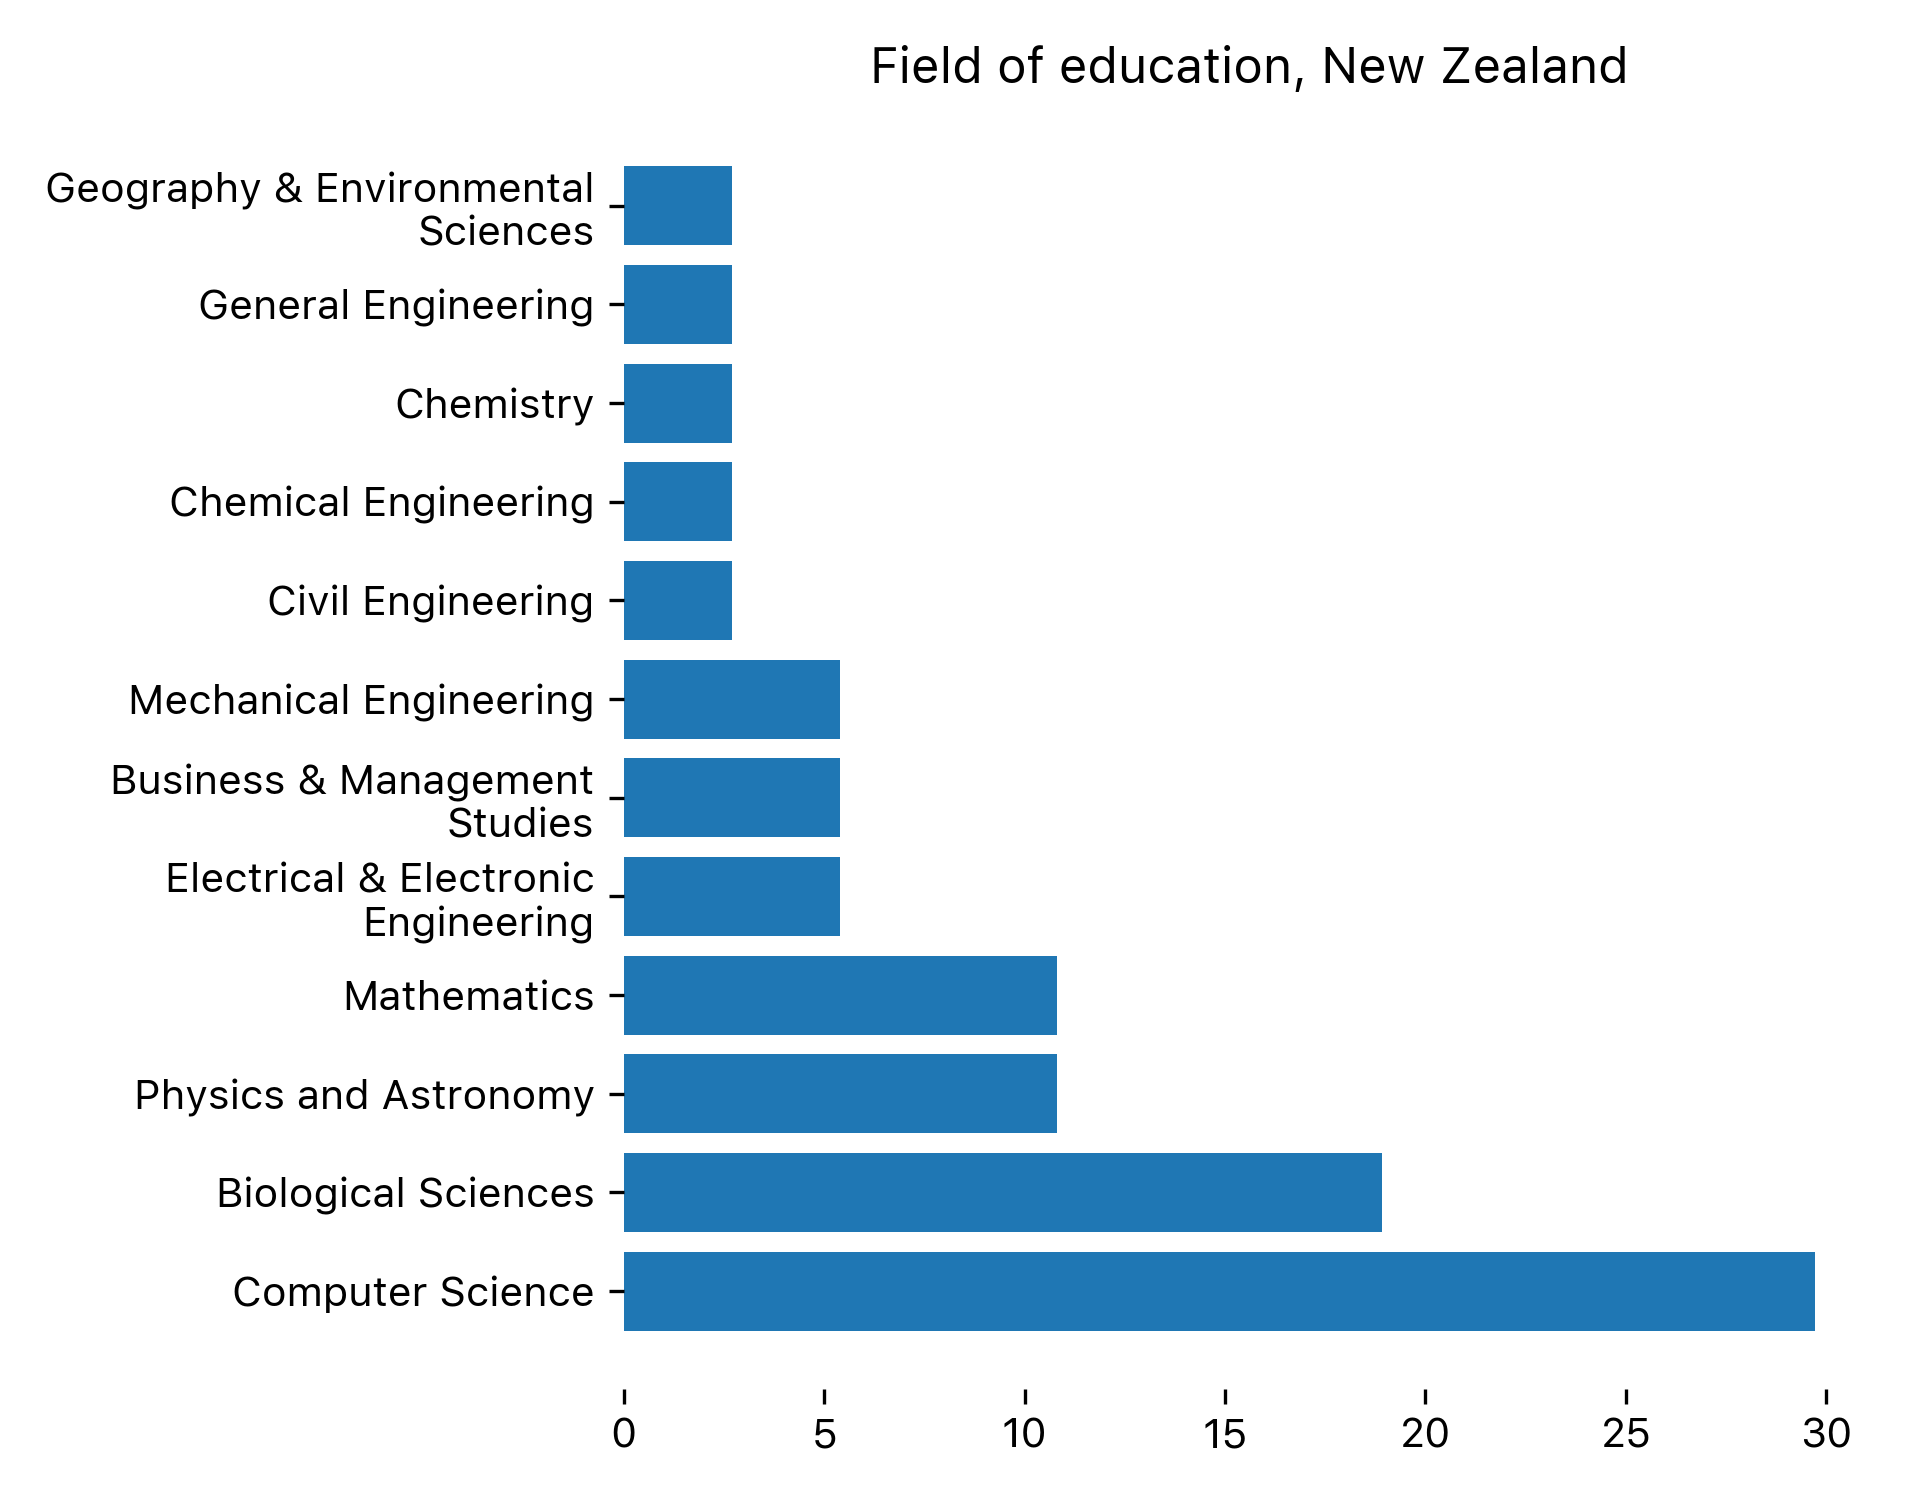 Field of education, New Zealand
Geography & Environmental
Sciences
General Engineering
Chemistry
Chemical Engineering
Civil Engineering
Mechanical Engineering
Business & Management
Studies
Electrical & Electronic
Engineering
Mathematics
Physics and Astronomy
Biological Sciences
Computer Science
0 5 10 15 20 25 30